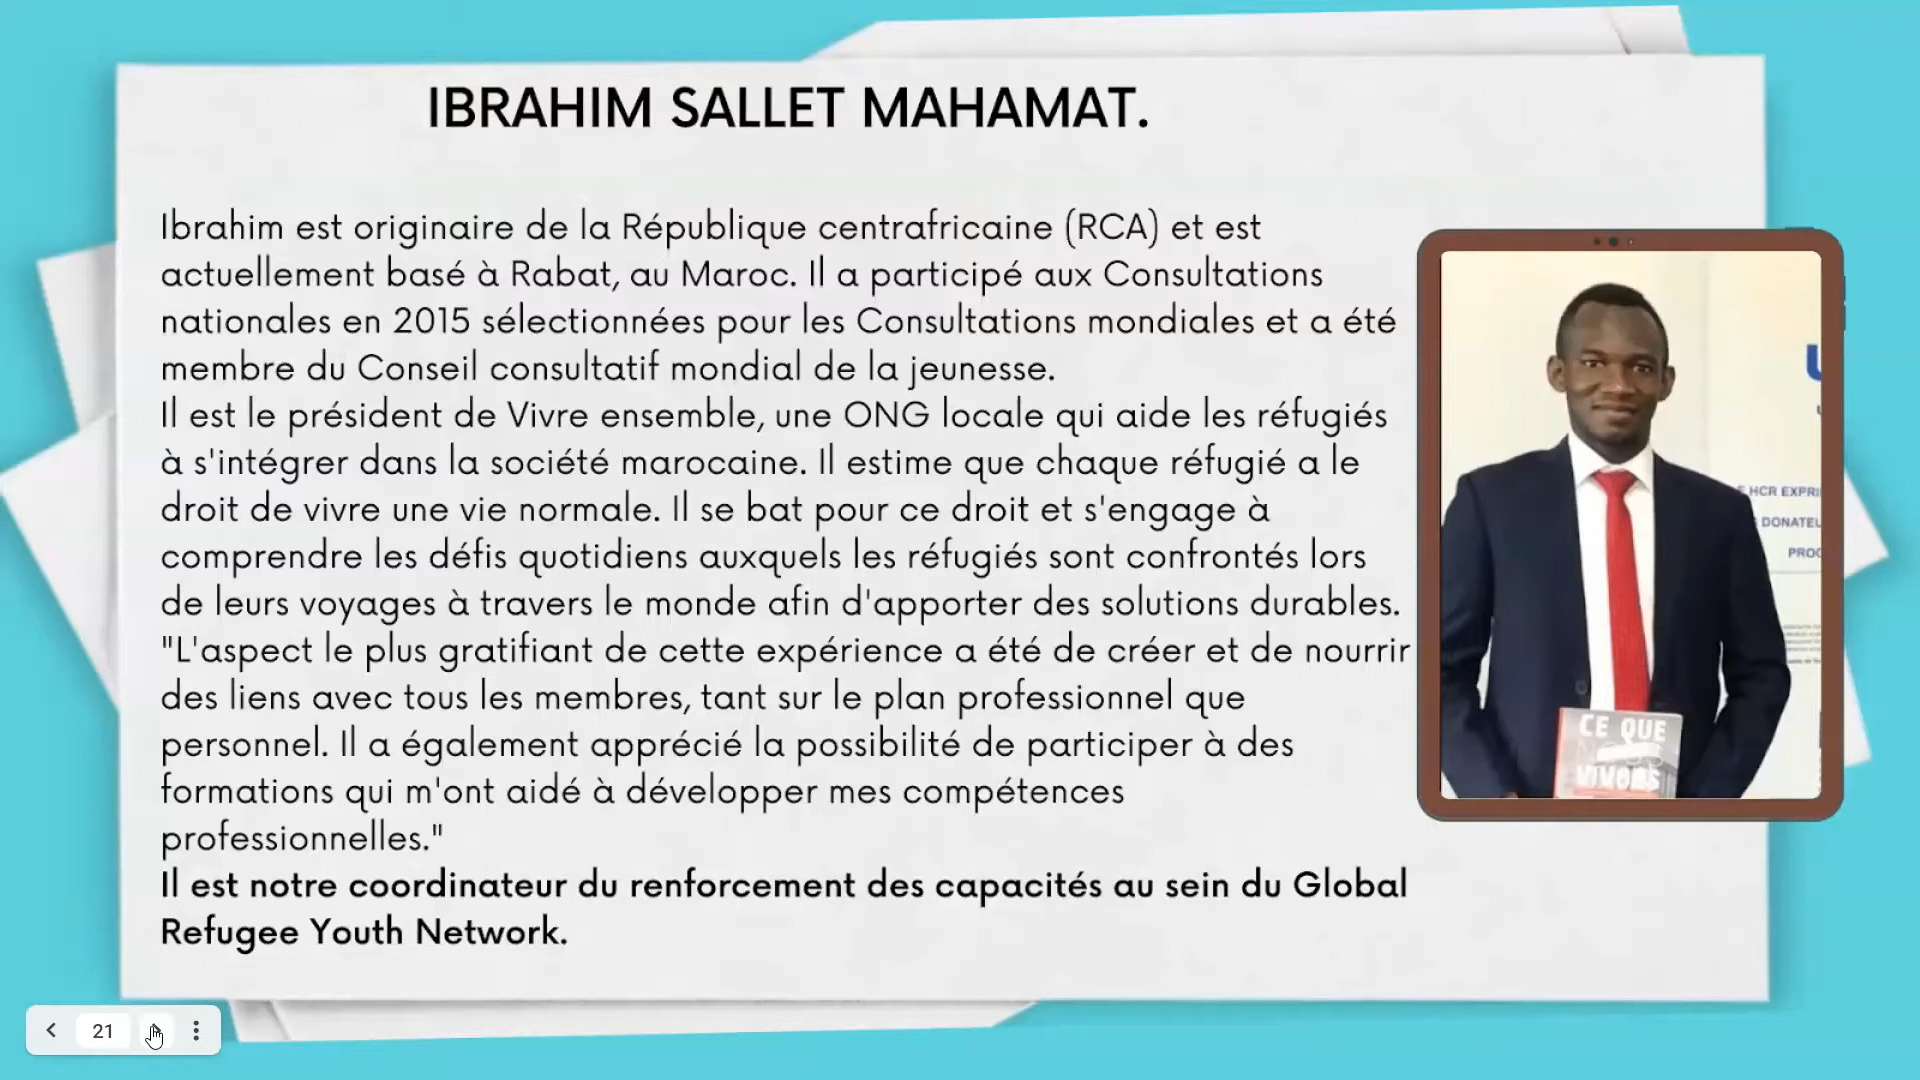 IBRAHIM SALLET MAHAMAT.
Ibrahim est originaire de la République centrafricaine (RCA) et est
actuellement basé à Rabat, au Maroc. Il a participé aux Consultations
nationales en 2015 sélectionnées pour les Consultations mondiales et a été
membre du Conseil consultatif mondial de la jeunesse.
Il est le président de Vivre ensemble, une ONG locale qui aide les réfugiés
à s'intégrer dans la société marocaine. Il estime que chaque réfugié a le
droit de vivre une vie normale. Il se bat pour ce droit et s'engage à
comprendre les défis quotidiens auxquels les réfugiés sont confrontés lors
de leurs voyages à travers le monde afin d'apporter des solutions durables.
"L'aspect le plus gratifiant de cette expérience a été de créer et de nourrir
des liens avec tous les membres, tant sur le plan professionnel que
personnel. Il a également apprécié la possibilité de participer à des
formations qui m'ont aidé à développer mes compétences
professionnelles."
Il est notre coordinateur du renforcement des capacités au sein du Global
Refugee Youth Network.
HCR EXPRI
DONATEU
PROG
CE QUE
VIVONS
21